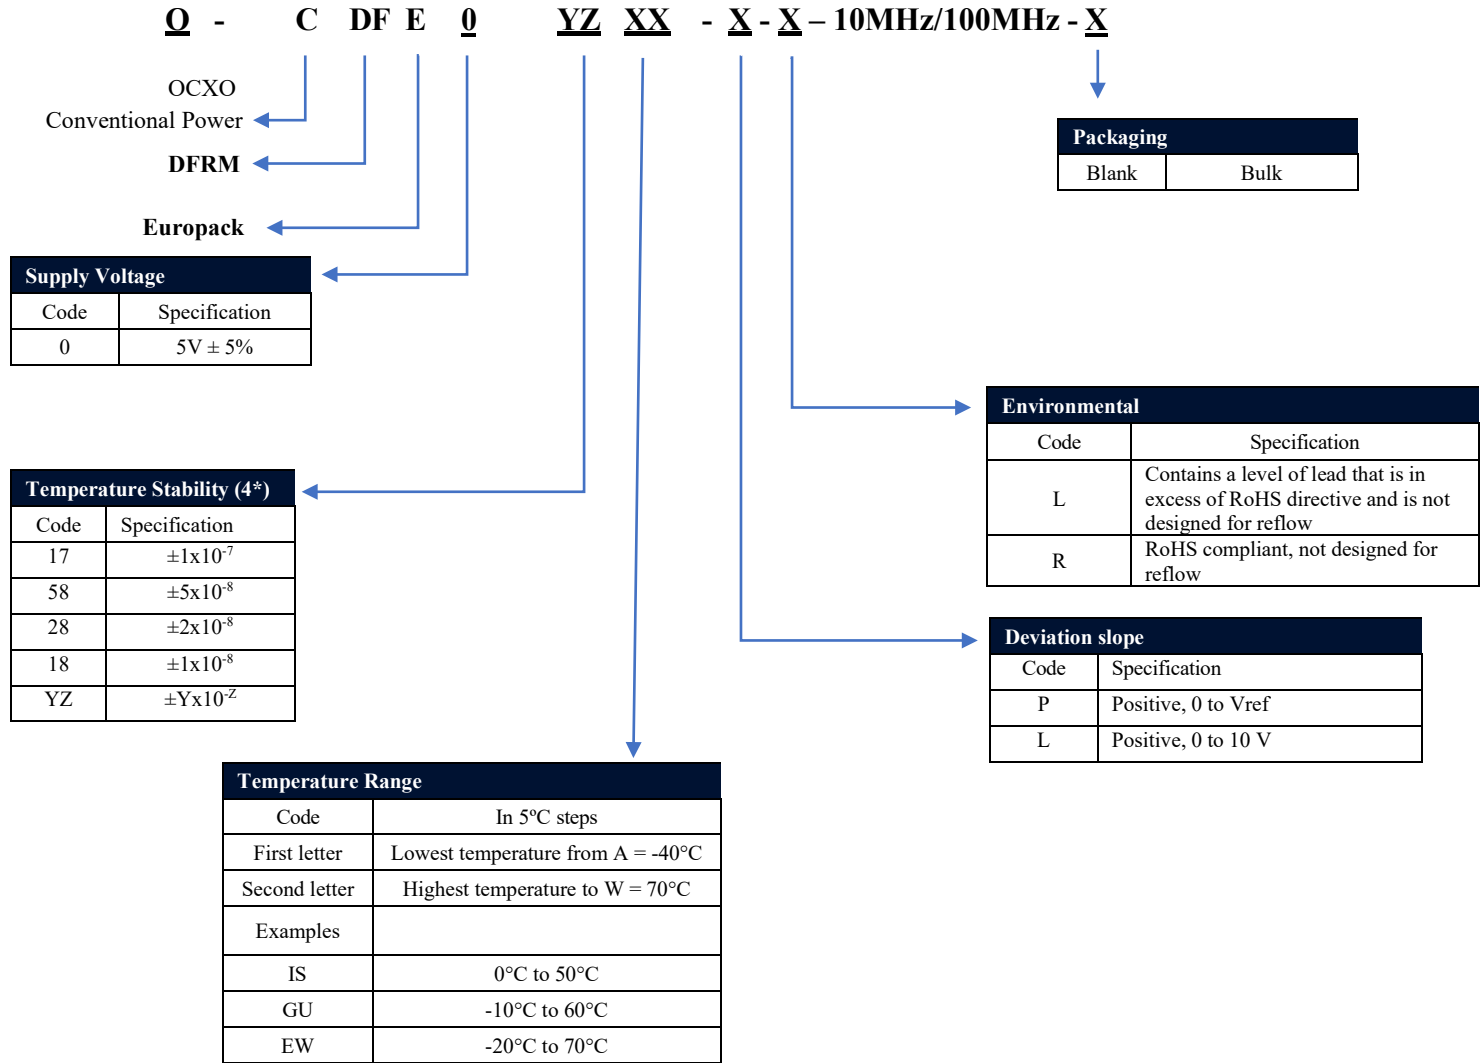 O - C DF E 0 YZ XX - X - X – 10MHz/100MHz - X
OCXO
Conventional Power
DFRM
Europack
Supply Voltage
Code Specification
0 5V ± 5%
Packaging
Blank Bulk
Environmental
Code Specification
L Contains a level of lead that is in
excess of RoHS directive and is not
designed for reflow
R RoHS compliant, not designed for
reflow
Temperature Stability (4*)
Code Specification
17 ±1x10⁻⁷
58 ±5x10⁻⁸
28 ±2x10⁻⁸
18 ±1x10⁻⁸
YZ ±Yx10⁻ᶻ
Deviation slope
Code Specification
P Positive, 0 to Vref
L Positive, 0 to 10 V
Temperature Range
Code In 5ºC steps
First letter Lowest temperature from A = -40°C
Second letter Highest temperature to W = 70°C
Examples
IS 0°C to 50°C
GU -10°C to 60°C
EW -20°C to 70°C